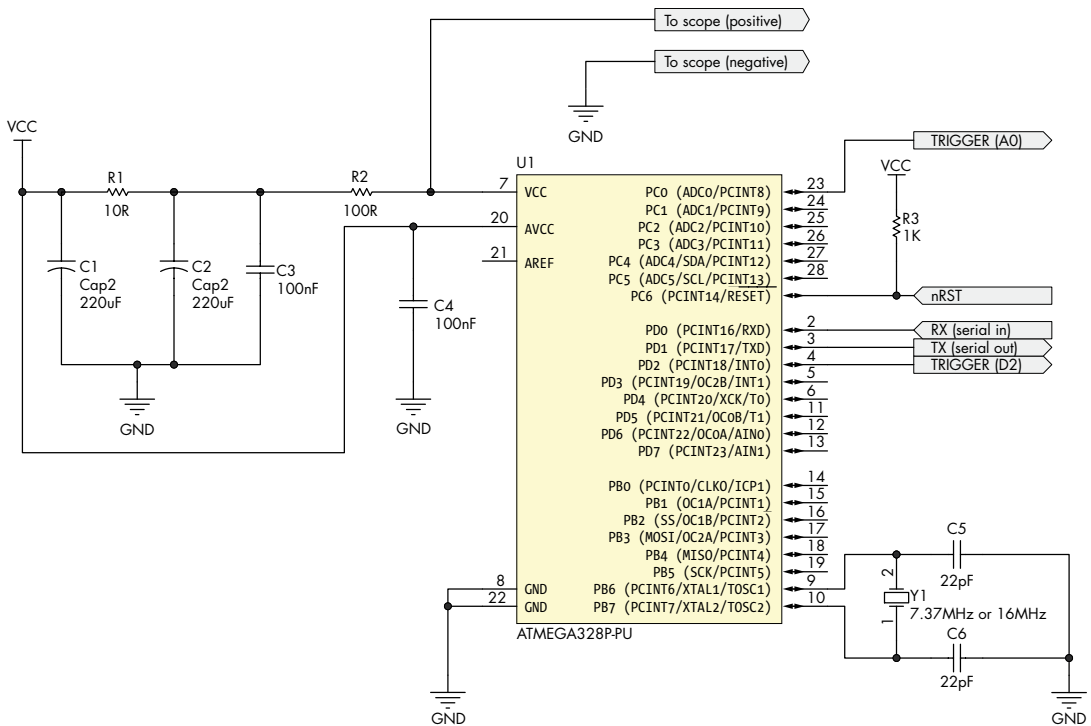 To scope (positive)
To scope (negative)
GND
VCC
R1
10R
R2
100R
C1
Cap2
220uF
C2
Cap2
220uF
C3
100nF
GND
C4
100nF
GND
U1
7
VCC
20
AVCC
21
AREF
8
GND
22
GND
PC0 (ADC0/PCINT8)
23
PC1 (ADC1/PCINT9)
24
PC2 (ADC2/PCINT10)
25
PC3 (ADC3/PCINT11)
26
PC4 (ADC4/SDA/PCINT12)
27
PC5 (ADC5/SCL/PCINT13)
28
PC6 (PCINT14/RESET)
PD0 (PCINT16/RXD)
2
PD1 (PCINT17/TXD)
3
PD2 (PCINT18/INT0)
4
PD3 (PCINT19/OC2B/INT1)
5
PD4 (PCINT20/XCK/T0)
6
PD5 (PCINT21/OC0B/T1)
11
PD6 (PCINT22/OC0A/AIN0)
12
PD7 (PCINT23/AIN1)
13
PB0 (PCINT0/CLKO/ICP1)
14
PB1 (OC1A/PCINT1)
15
PB2 (SS/OC1B/PCINT2)
16
PB3 (MOSI/OC2A/PCINT3)
17
PB4 (MISO/PCINT4)
18
PB5 (SCK/PCINT5)
19
PB6 (PCINT6/XTAL1/TOSC1)
9
PB7 (PCINT7/XTAL2/TOSC2)
10
ATMEGA328P-PU
GND
TRIGGER (A0)
VCC
R3
1K
nRST
RX (serial in)
TX (serial out)
TRIGGER (D2)
C5
22pF
2
Y1
7.37MHz or 16MHz
1
C6
22pF
GND